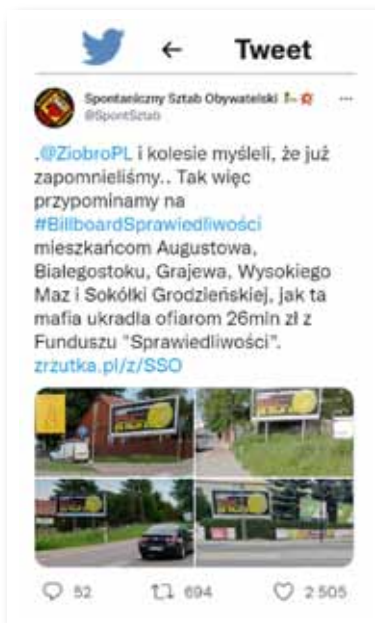 Tweet
Spontaniczny Sztab Obywatelski
@SpontSztab
.@ZiobroPL i kolesie myśleli, że już
zapomnieliśmy.. Tak więc
przypominamy na
#BillboardSprawiedliwości
mieszkańcom Augustowa,
Białegostoku, Grajewa, Wysokiego
Maz i Sokółki Grodzieńskiej, jak ta
mafia ukradła ofiarom 26mln zł z
Funduszu "Sprawiedliwości".
zrzutka.pl/z/SSO
52 694 2 505